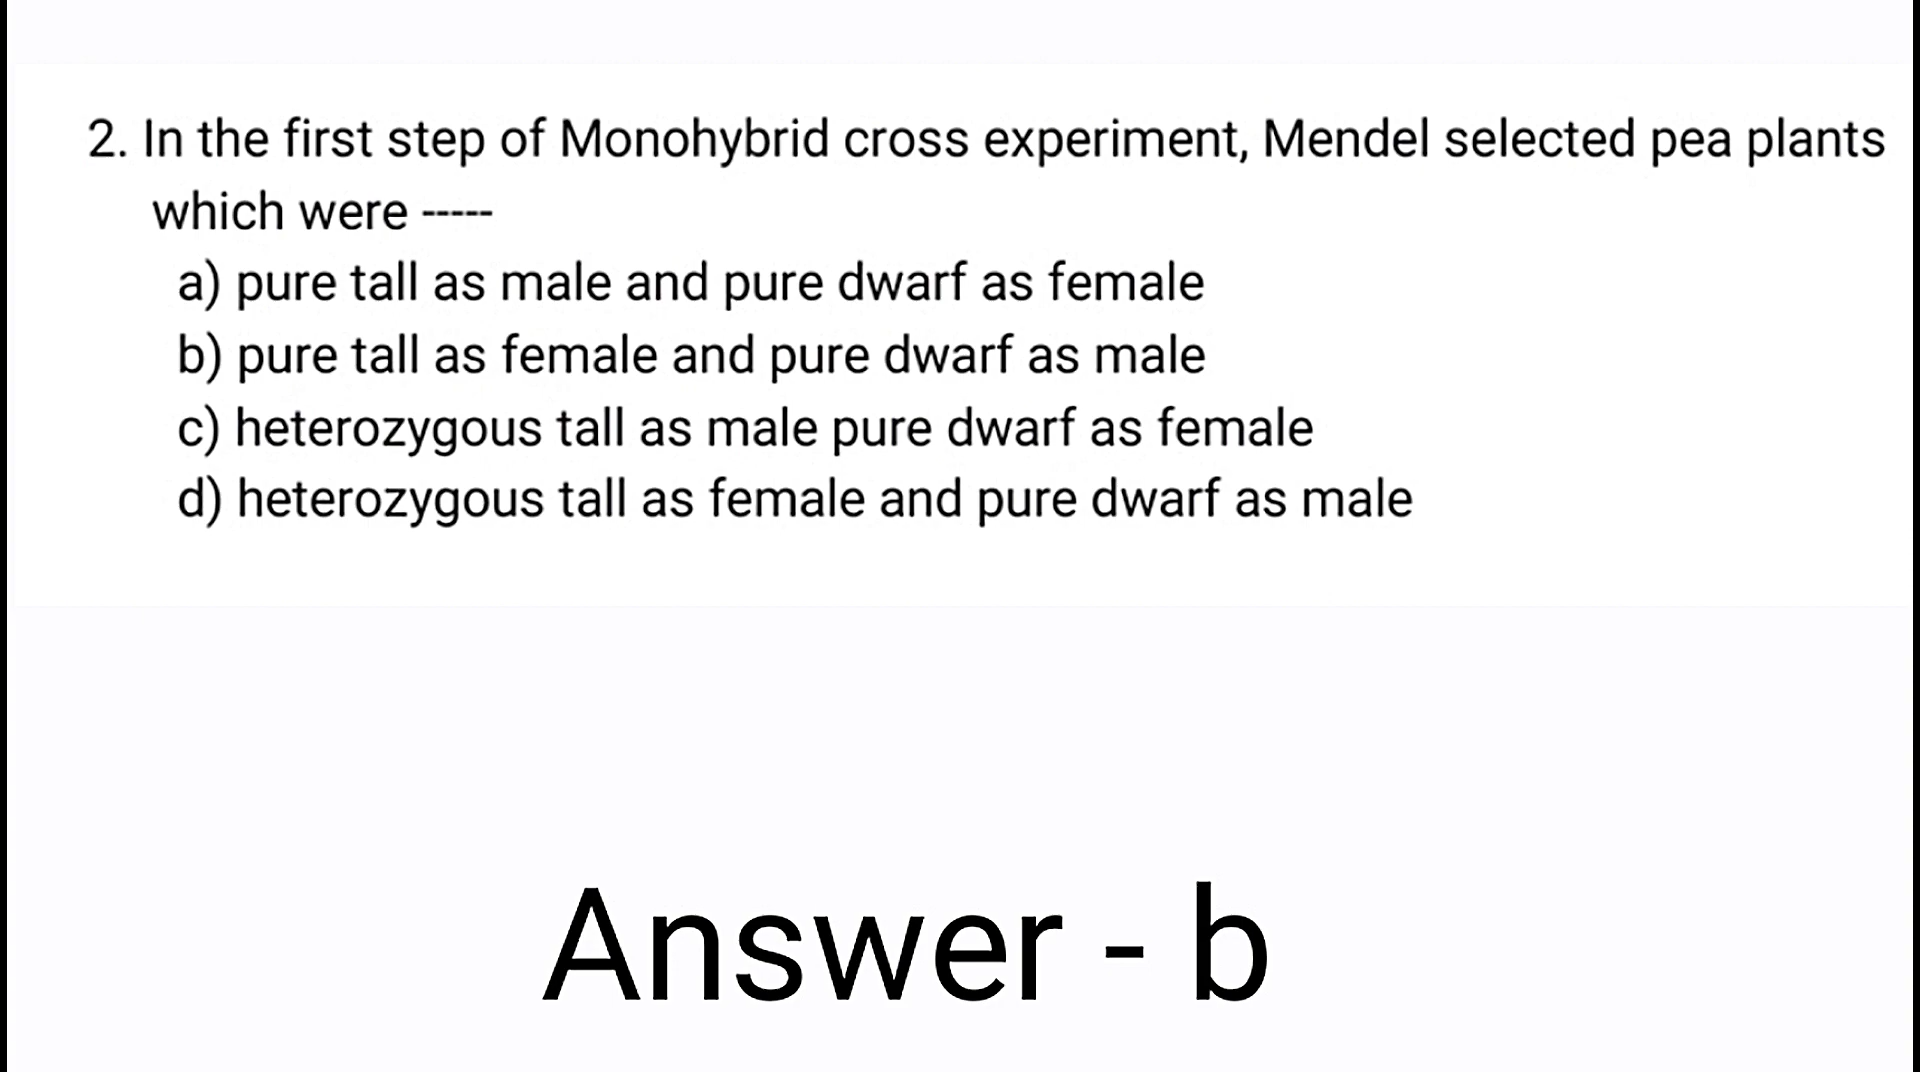 2. In the first step of Monohybrid cross experiment, Mendel selected pea plants
which were -----
a) pure tall as male and pure dwarf as female
b) pure tall as female and pure dwarf as male
c) heterozygous tall as male pure dwarf as female
d) heterozygous tall as female and pure dwarf as male
Answer - b